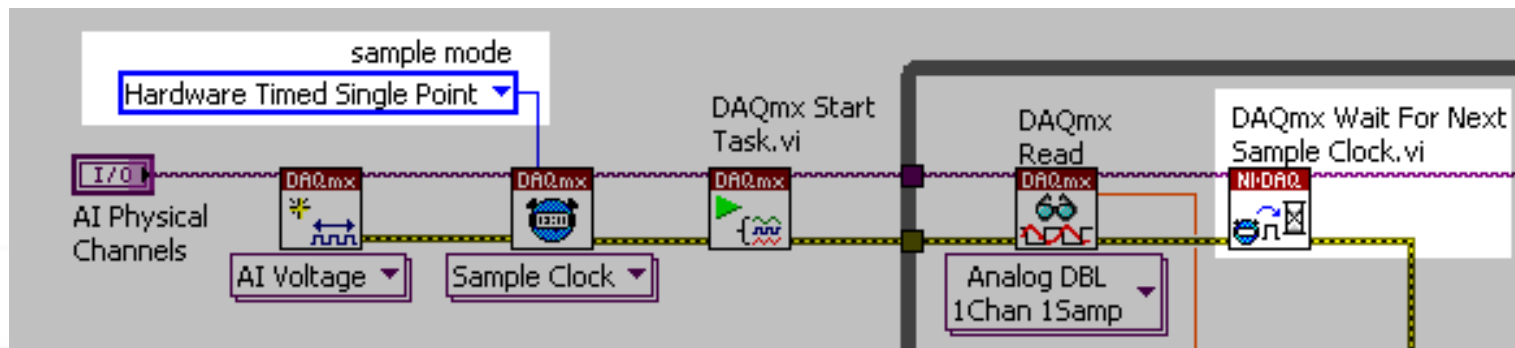 sample mode
Hardware Timed Single Point
I/O
AI Physical
Channels
DAQmx
AI Voltage
DAQmx
Sample Clock
DAQmx Start
Task.vi
DAQmx
DAQmx
Read
DAQmx
Analog DBL
1Chan 1Samp
DAQmx Wait For Next
Sample Clock.vi
NI-DAQ